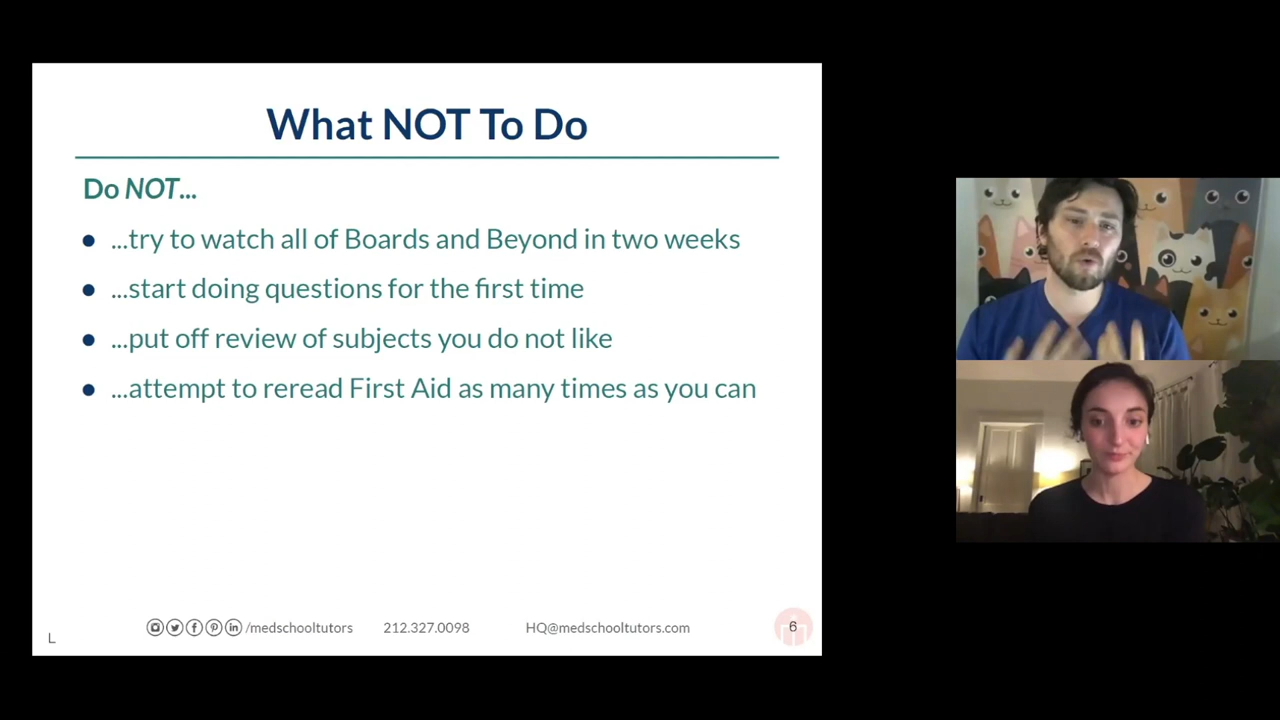 What NOT To Do
Do NOT...
● ...try to watch all of Boards and Beyond in two weeks
● ...start doing questions for the first time
● ...put off review of subjects you do not like
● ...attempt to reread First Aid as many times as you can
/medschooltutors 212.327.0098 HQ@medschooltutors.com 6
L